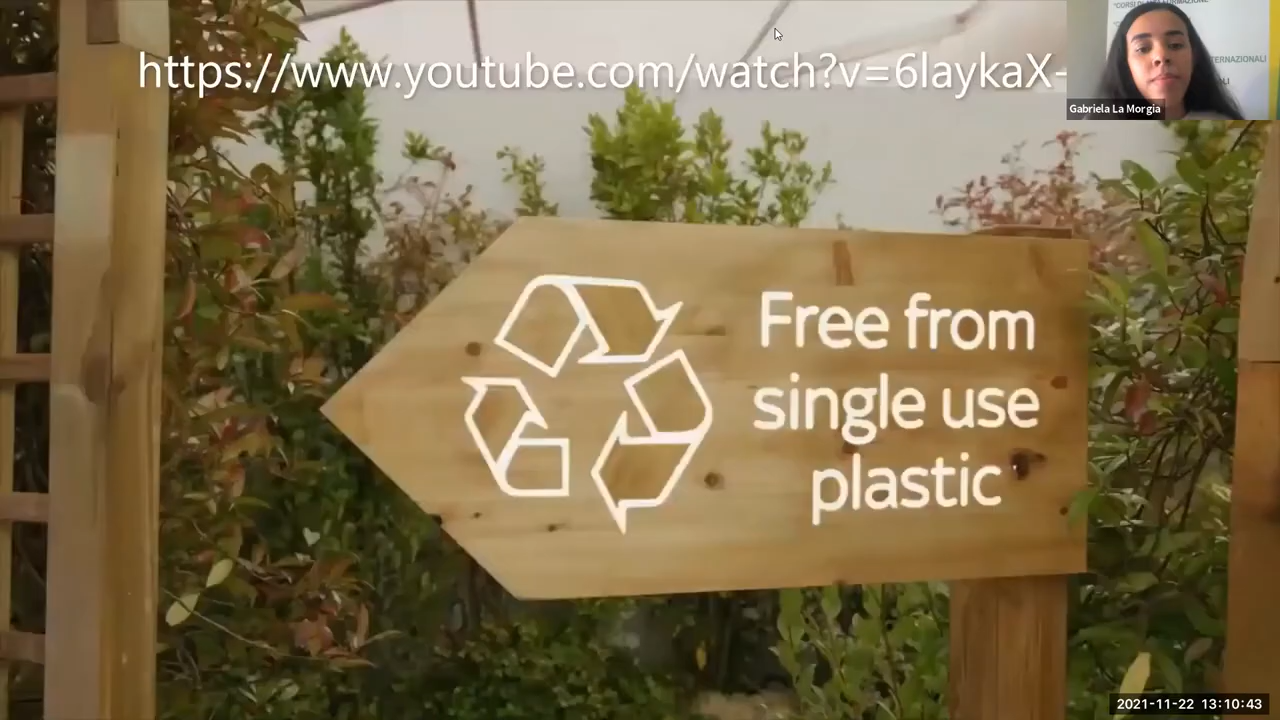 https://www.youtube.com/watch?v=6laykaX-
Gabriela La Morgia
Free from
single use
plastic
2021-11-22 13:10:43